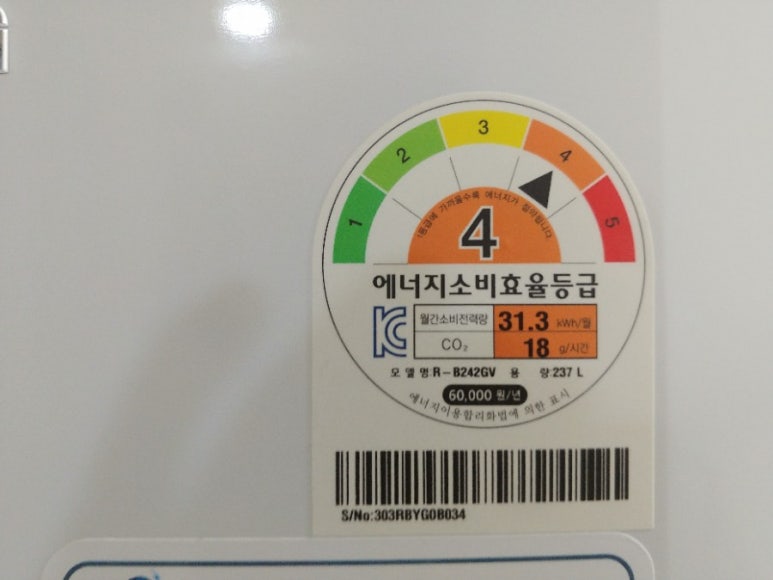 1
2
3
4
5
1등급에 가까울수록 에너지가 절약됩니다
4
에너지소비효율등급
월간소비전력량 31.3 kWh/월
CO₂ 18 g/시간
모 델 명:R-B242GV 용 량:237 L
60,000 원/년
에너지이용합리화법에 의한 표시
S/No:303RBYG0B034